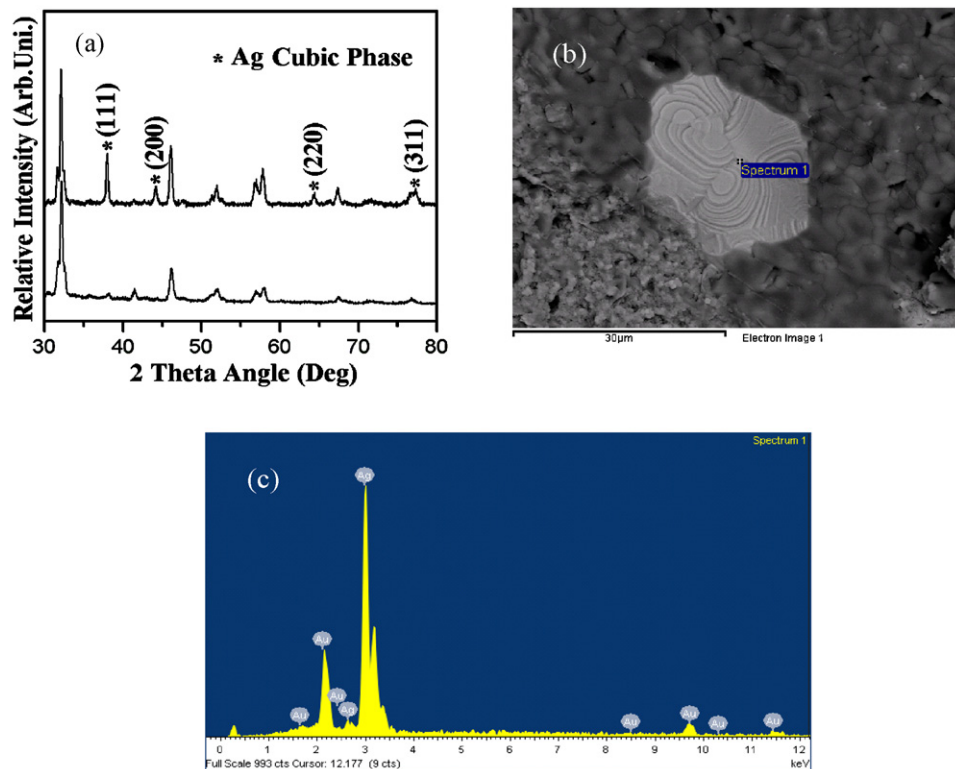 (a)
* Ag Cubic Phase
*(111)
*(200)
*(220)
*(311)
Relative Intensity (Arb.Uni.)
30 40 50 60 70 80
2 Theta Angle (Deg)
(b)
Spectrum 1
30µm
Electron Image 1
Spectrum 1
(c)
Ag
Au
Au
Au
Ag
Au
Au
Au
Au
0 1 2 3 4 5 6 7 8 9 10 11 12
Full Scale 993 cts Cursor: 12.177 (9 cts)
keV